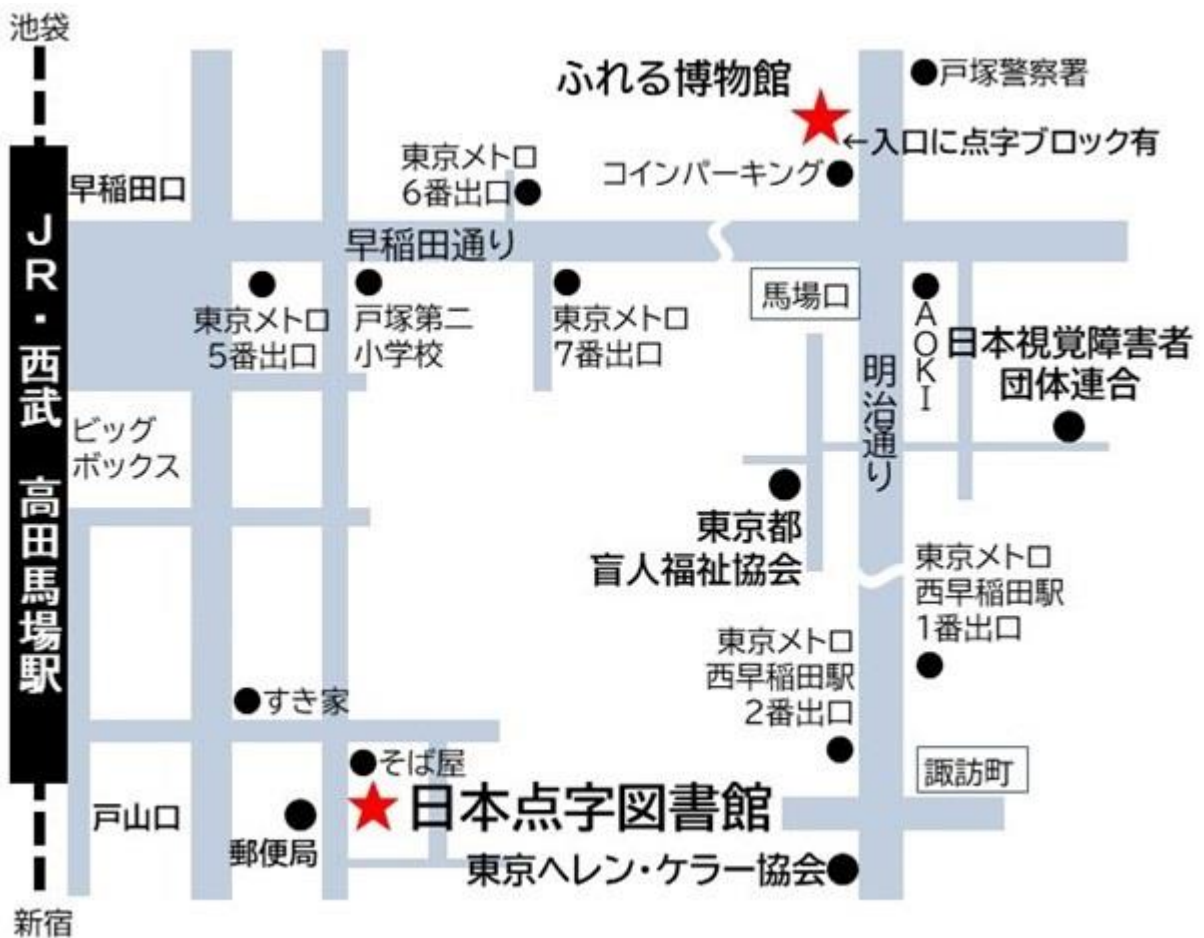 池袋
ふれる博物館
戸塚警察署
←入口に点字ブロック有
東京メトロ
6番出口
コインパーキング
早稲田口
早稲田通り
JR・西武 高田馬場駅
東京メトロ
5番出口
戸塚第二
小学校
東京メトロ
7番出口
馬場口
AOKI
日本視覚障害者
団体連合
明治通り
ビッグ
ボックス
東京都
盲人福祉協会
東京メトロ
西早稲田駅
1番出口
東京メトロ
西早稲田駅
2番出口
すき家
そば屋
諏訪町
戸山口
郵便局
日本点字図書館
東京ヘレン・ケラー協会
新宿